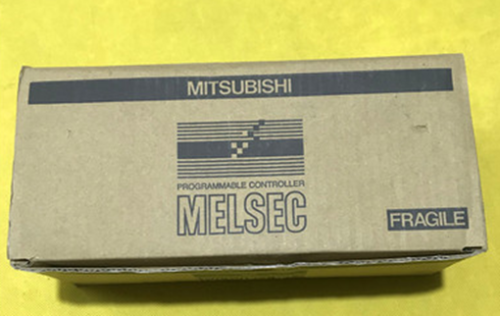 MITSUBISHI
PROGRAMMABLE CONTROLLER
MELSEC
FRAGILE